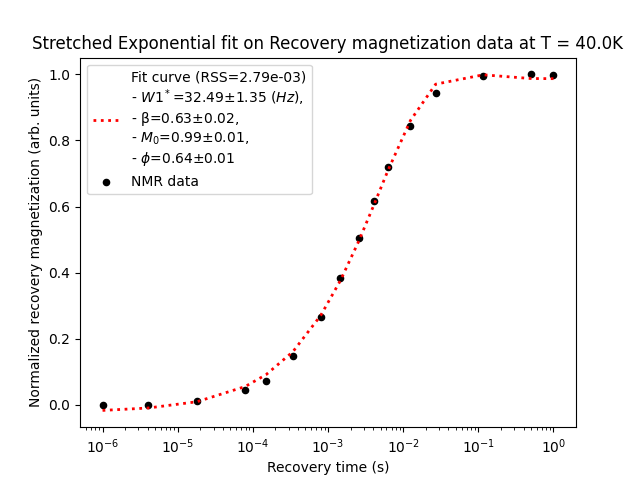 Stretched Exponential fit on Recovery magnetization data at T = 40.0K
Fit curve (RSS=2.79e-03)
- W1* =32.49±1.35 (Hz),
- β=0.63±0.02,
- M₀=0.99±0.01,
- ϕ=0.64±0.01
NMR data
Normalized recovery magnetization (arb. units)
1.0
0.8
0.6
0.4
0.2
0.0
10⁻⁶ 10⁻⁵ 10⁻⁴ 10⁻³ 10⁻² 10⁻¹ 10⁰
Recovery time (s)